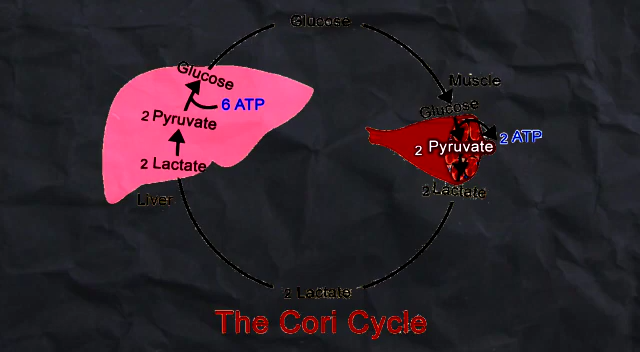 Glucose
Glucose
6 ATP
2 Pyruvate
2 Lactate
Liver
Muscle
Glucose
2 ATP
2 Pyruvate
2 Lactate
2 Lactate
The Cori Cycle